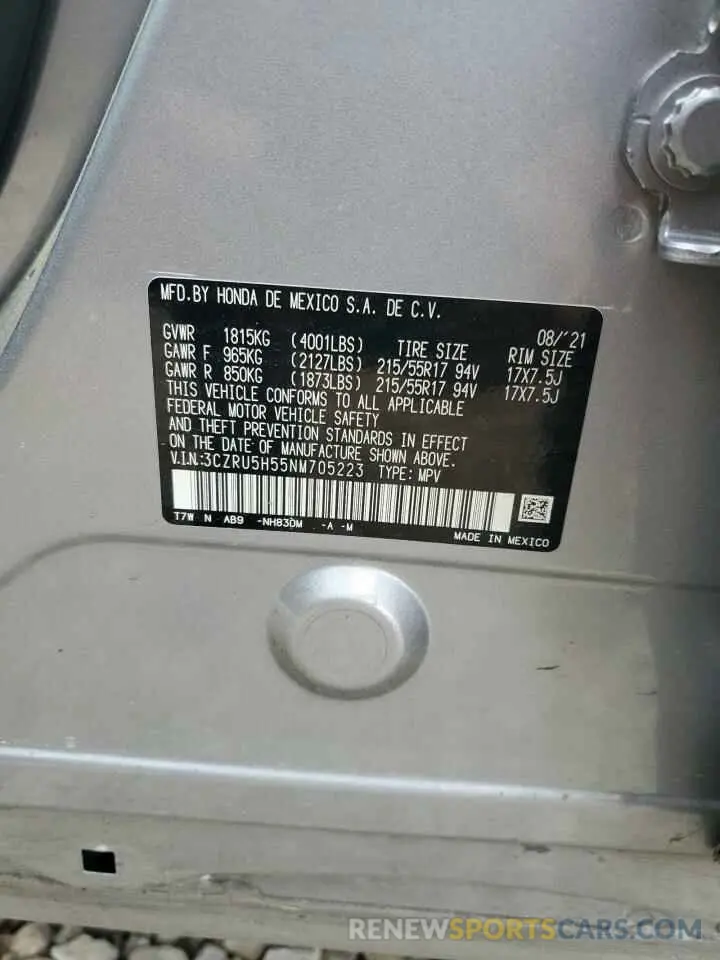 MFD.BY HONDA DE MEXICO S.A. DE C.V.
08/'21
GVWR 1815KG (4001LBS) TIRE SIZE RIM SIZE
GAWR F 965KG (2127LBS) 215/55R17 94V 17X7.5J
GAWR R 850KG (1873LBS) 215/55R17 94V 17X7.5J
THIS VEHICLE CONFORMS TO ALL APPLICABLE
FEDERAL MOTOR VEHICLE SAFETY
AND THEFT PREVENTION STANDARDS IN EFFECT
ON THE DATE OF MANUFACTURE SHOWN ABOVE.
V.I.N:3CZRU5H55NM705223 TYPE: MPV
T7W N AB9 -NH830M -A -M
MADE IN MEXICO
RENEWSPORTSCARS.COM